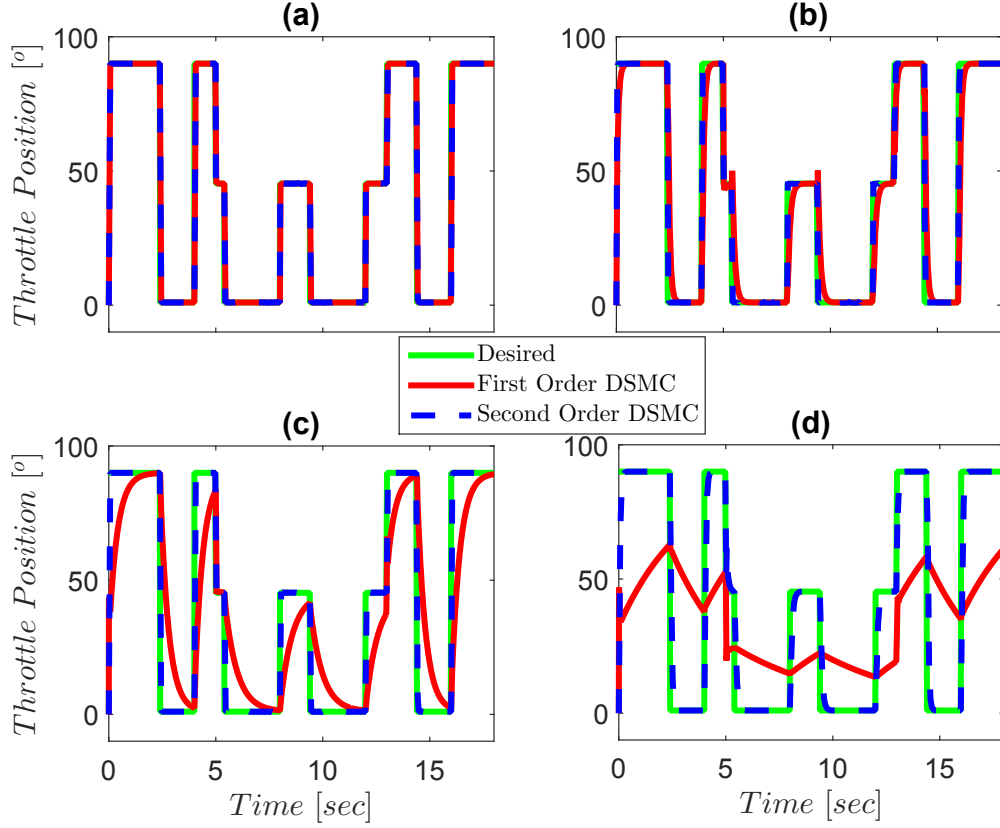 (a) (b)
100 100
50 50
0 0
Throttle Position [o]
Desired
First Order DSMC
Second Order DSMC
(c) (d)
100 100
50 50
0 0
Throttle Position [o]
0 5 10 15 0 5 10 15
Time [sec] Time [sec]